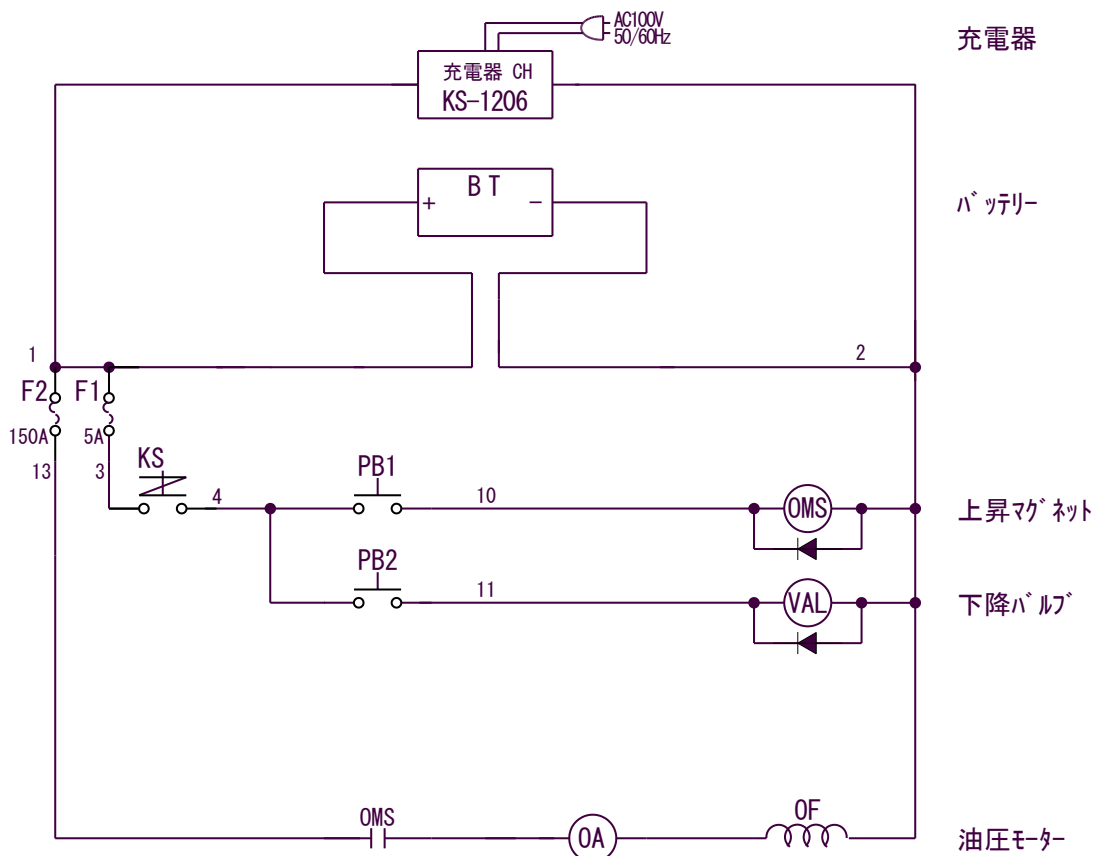 AC100V
50/60Hz
充電器
充電器 CH
KS-1206
BT
バッテリー
+ -
1
2
F2 F1
150A 5A
13 3
KS
4
PB1
10
OMS
上昇マグネット
PB2
11
VAL
下降バルブ
OMS
OA
OF
油圧モーター